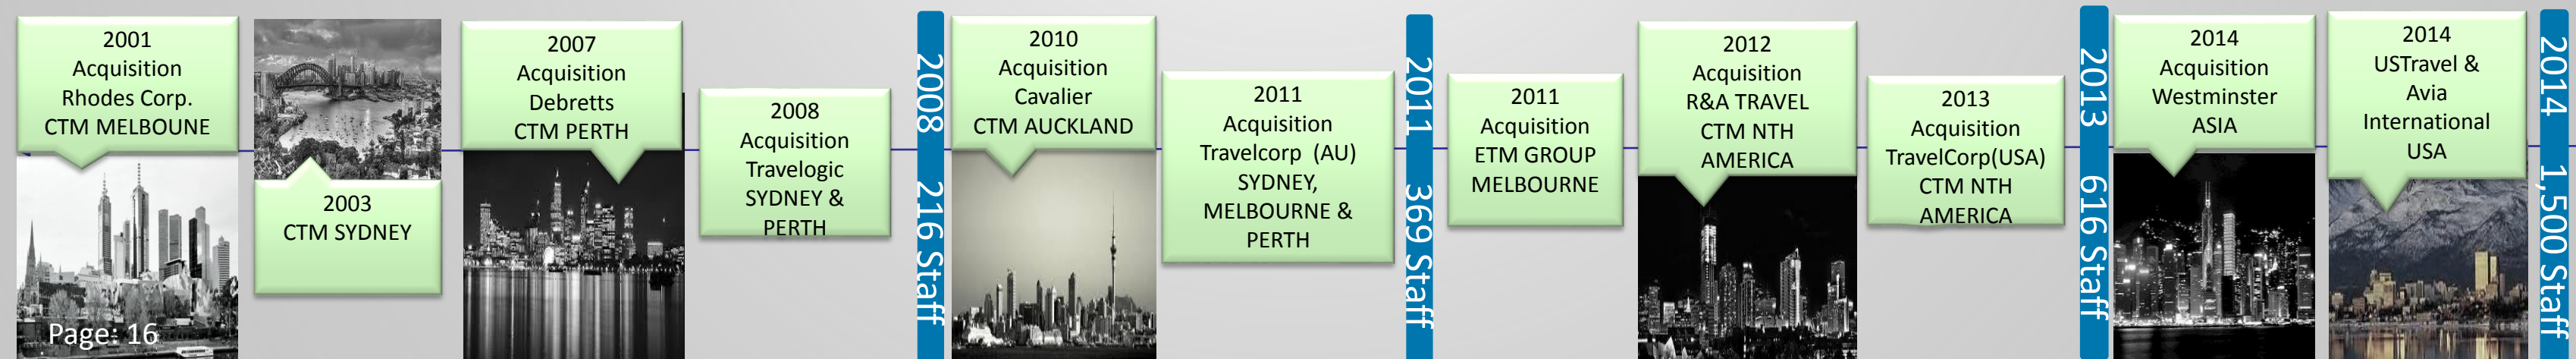 2001
Acquisition
Rhodes Corp.
CTM MELBOUNE
2003
CTM SYDNEY
2007
Acquisition
Debretts
CTM PERTH
2008
Acquisition
Travelogic
SYDNEY &
PERTH
2008 216 Staff
2010
Acquisition
Cavalier
CTM AUCKLAND
2011
Acquisition
Travelcorp (AU)
SYDNEY,
MELBOURNE &
PERTH
2011 369 Staff
2011
Acquisition
ETM GROUP
MELBOURNE
2012
Acquisition
R&A TRAVEL
CTM NTH
AMERICA
2013
Acquisition
TravelCorp(USA)
CTM NTH
AMERICA
2013 616 Staff
2014
Acquisition
Westminster
ASIA
2014
USTravel &
Avia
International
USA
2014 1,500 Staff
Page: 16